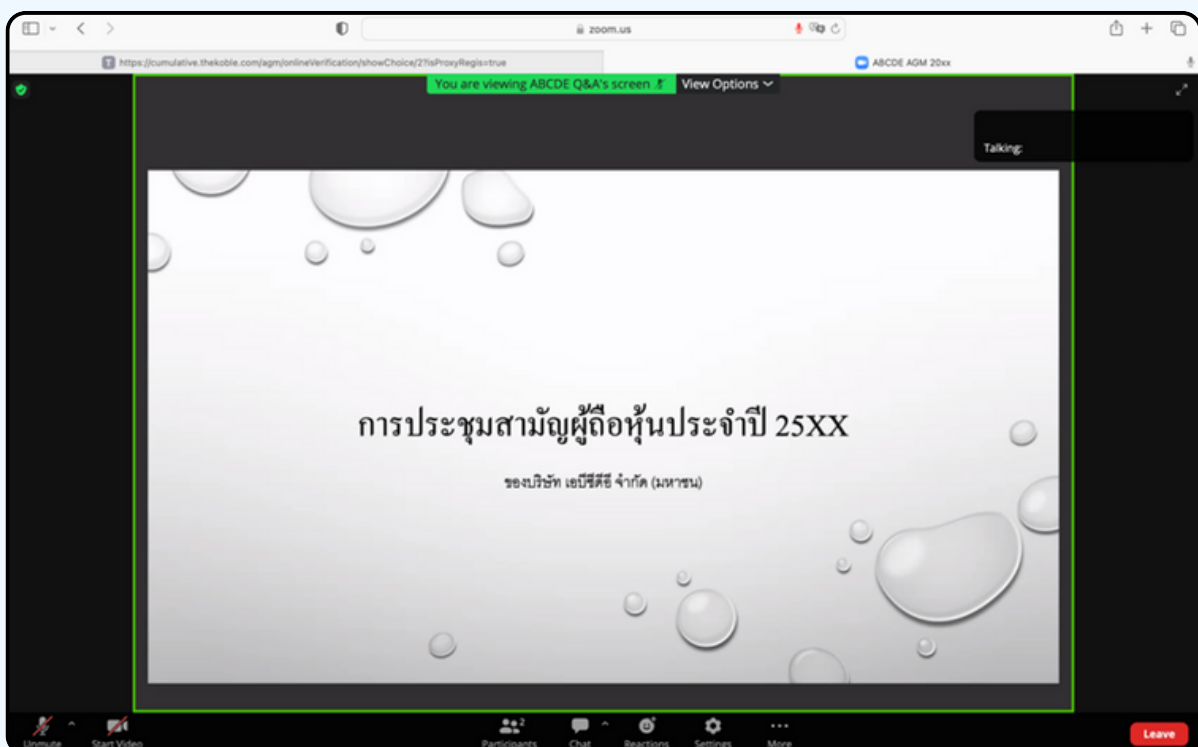 zoom.us
https://cumulative.thekoble.com/agm/onlineVerification/showChoice/2?isProxyRegis=true
ABCDE AGM 20xx
You are viewing ABCDE Q&A's screen
View Options
Talking:
การประชุมสามัญผู้ถือหุ้นประจำปี 25XX
ของบริษัท เอบีซีดีอี จำกัด (มหาชน)
2
Unmute
Start Video
Participants
Chat
Reactions
Settings
More
Leave